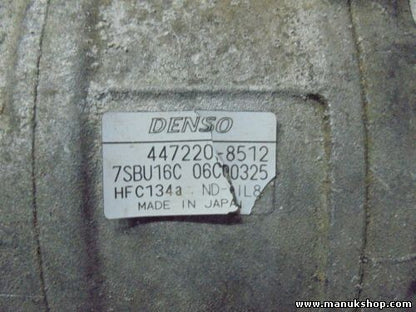 DENSO
447220-8512
7SBU16C 06C00325
HFC134a ND-OIL8
MADE IN JAPAN
www.manukshop.com